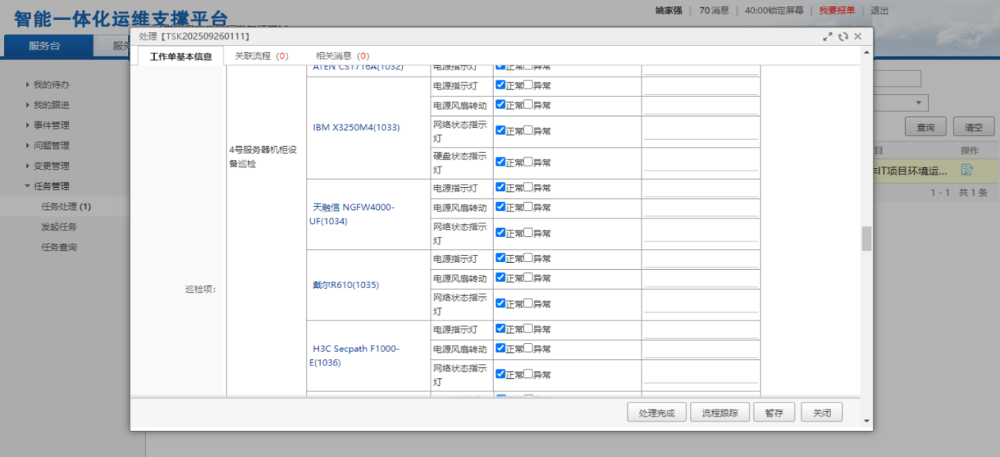 智能一体化运维支撑平台
姚家强 | 70消息 | 40:00锁定屏幕 | 我要报单 | 退出
服务台
服务
处理【TSK202509260111】
工作单基本信息 关联流程 (0) 相关消息 (0)
我的待办
我的跟进
事件管理
问题管理
变更管理
任务管理
任务处理 (1)
发起任务
任务查询
查询 清空
目 操作
IT项目环境运...
1 - 1 共 1 条
巡检项:
4号服务器机柜设
备巡检
ATEN CS1716A(1032)
电源指示灯 正常 异常
IBM X3250M4(1033)
电源指示灯 正常 异常
电源风扇转动 正常 异常
网络状态指示
灯 正常 异常
硬盘状态指示
灯 正常 异常
天融信 NGFW4000-
UF(1034)
电源指示灯 正常 异常
电源风扇转动 正常 异常
网络状态指示
灯 正常 异常
戴尔R610(1035)
电源指示灯 正常 异常
电源风扇转动 正常 异常
网络状态指示
灯 正常 异常
H3C Secpath F1000-
E(1036)
电源指示灯 正常 异常
电源风扇转动 正常 异常
网络状态指示
灯 正常 异常
处理完成 流程跟踪 暂存 关闭